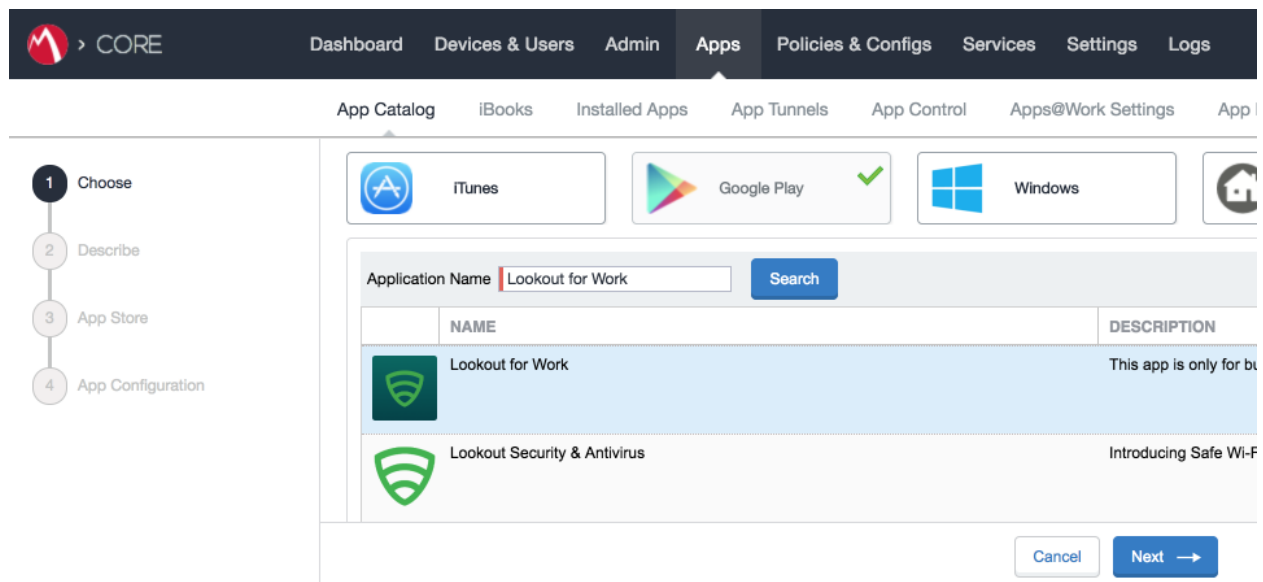 > CORE Dashboard Devices & Users Admin Apps Policies & Configs Services Settings Logs
App Catalog iBooks Installed Apps App Tunnels App Control Apps@Work Settings App
1 Choose
2 Describe
3 App Store
4 App Configuration
iTunes Google Play Windows
Application Name Lookout for Work Search
NAME DESCRIPTION
Lookout for Work This app is only for bu
Lookout Security & Antivirus Introducing Safe Wi-F
Cancel Next →